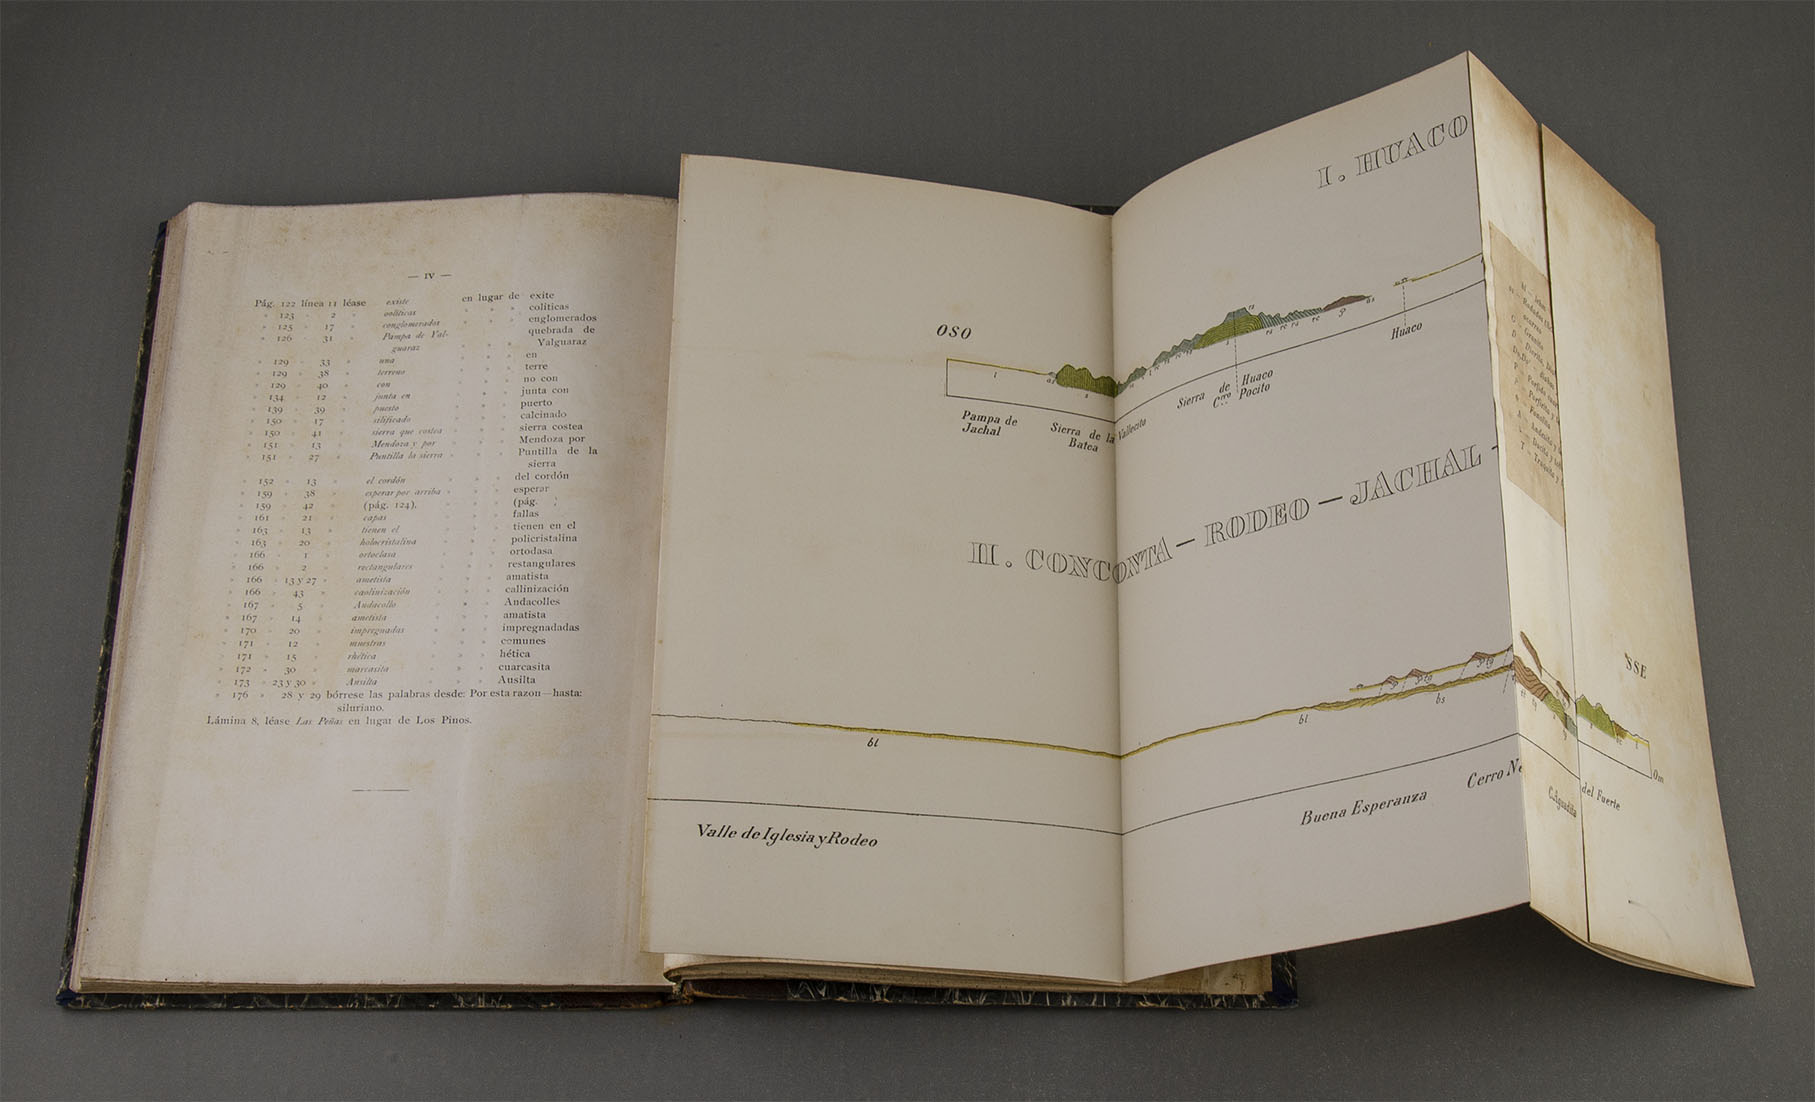 — IV —
Pág. 122 línea 11 léase existe en lugar de exite
» 123 » 2 » oolíticas » » » colíticas
» 125 » 17 » conglomerados » » » englomerados
» 126 » 31 » Pampa de Yal- » » » quebrada de
guaraz Yalguaraz
» 129 » 33 » una » » » en
» 129 » 38 » terreno » » » terre
» 129 » 40 » con » » » no con
» 134 » 12 » junta en » » » junta con
» 139 » 39 » puesto » » » puerto
» 150 » 17 » silificado » » » calcinado
» 150 » 41 » sierra que costea » » » sierra costea
» 151 » 13 » Mendoza y por » » » Mendoza por
» 151 » 27 » Puntilla la sierra » » » Puntilla de la
sierra
» 152 » 13 » el cordón » » » del cordón
» 159 » 38 » esperar por arriba » » » esperar
» 159 » 42 » (pág. 124), » » » (pág. ;
» 161 » 21 » capas » » » fallas
» 163 » 13 » tienen el » » » tienen en el
» 163 » 20 » holocristalina » » » policristalina
» 166 » 1 » ortoclasa » » » ortodasa
» 166 » 2 » rectangulares » » » restangulares
» 166 » 13 y 27 » ametista » » » amatista
» 166 » 43 » caolinización » » » callinización
» 167 » 5 » Andacollo » » » Andacolles
» 167 » 14 » ametista » » » amatista
» 170 » 20 » impregnadas » » » impregnadadas
» 171 » 12 » muestras » » » comunes
» 171 » 15 » rhética » » » hética
» 172 » 30 » marcasita » » » cuarcasita
» 173 » 23 y 30 » Ansilta » » » Ausilta
» 176 » 28 y 29 bórrese las palabras desde: Por esta razon—hasta:
siluriano.
Lámina 8, léase Las Peñas en lugar de Los Pinos.
I. HUACO
OSO
Huaco
Pampa de
Jachal
Sierra de la
Batea
Vallecito
Sierra de Huaco
Crro Pocito
II. CONCONTA — RODEO — JACHAL —
SSE
bl
bl
bs
0m
Valle de Iglesia y Rodeo
Buena Esperanza
Cerro Ne
C. Aguadita
del Fuerte